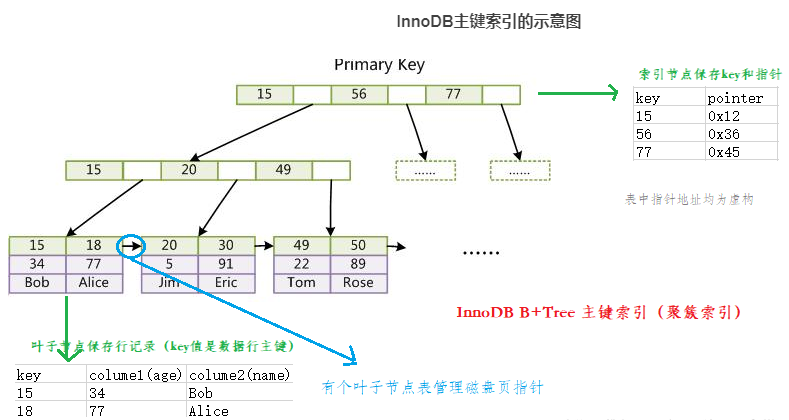 InnoDB主键索引的示意图
Primary Key
15 56 77
索引节点保存key和指针
key pointer
15 0x12
56 0x36
77 0x45
表中指针地址均为虚构
15 20 49
...... ......
15 18 20 30 49 50
34 77 5 91 22 89
Bob Alice Jim Eric Tom Rose
......
InnoDB B+Tree 主键索引（聚簇索引）
叶子节点保存行记录（key值是数据行主键）
key colume1(age) colume2(name)
15 34 Bob
18 77 Alice
有个叶子节点表管理磁盘页指针